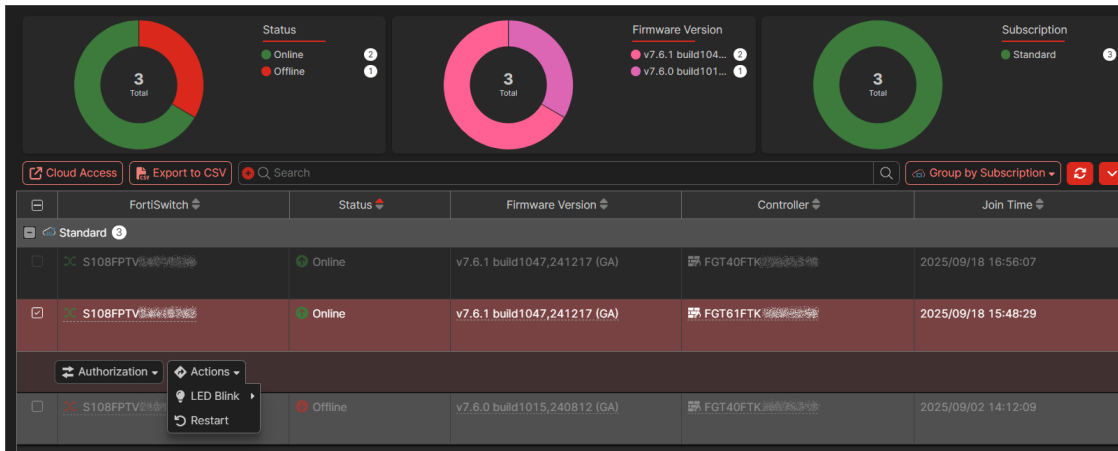 Status
Online 2
Offline 1
3
Total
Firmware Version
v7.6.1 build104... 2
v7.6.0 build101... 1
3
Total
Subscription
Standard 3
3
Total
Cloud Access Export to CSV Search Group by Subscription
FortiSwitch Status Firmware Version Controller Join Time
Standard 3
S108FPTV Online v7.6.1 build1047,241217 (GA) FGT40FTK 2025/09/18 16:56:07
S108FPTV Online v7.6.1 build1047,241217 (GA) FGT61FTK 2025/09/18 15:48:29
Authorization Actions
LED Blink
S108FPTV Offline v7.6.0 build1015,240812 (GA) FGT40FTK 2025/09/02 14:12:09
Restart